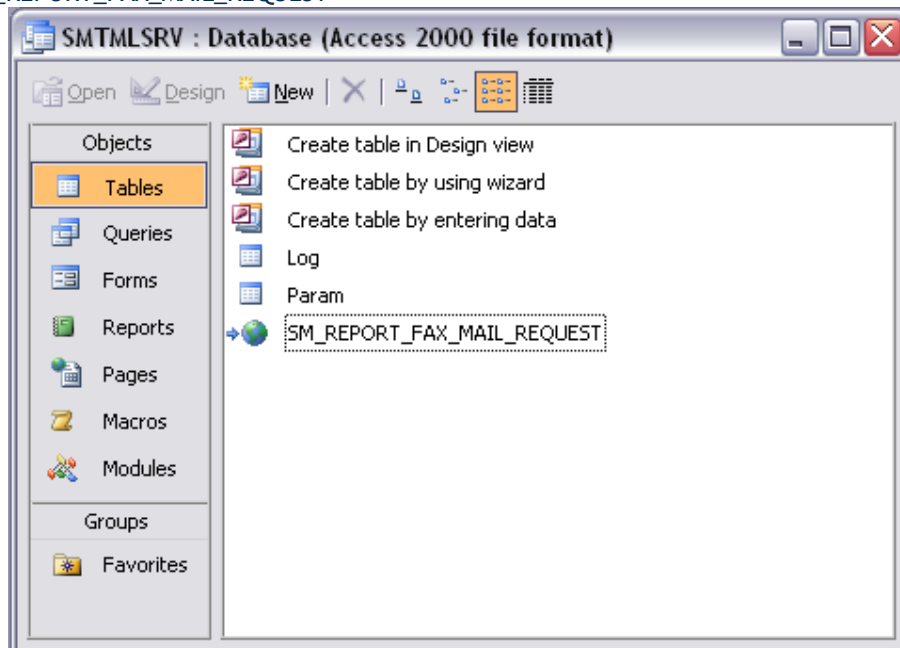 _REPORT_FAX_MAIL_REQUEST
SMTMLSRV : Database (Access 2000 file format)
Open Design New
Objects
Tables
Queries
Forms
Reports
Pages
Macros
Modules
Groups
Favorites
Create table in Design view
Create table by using wizard
Create table by entering data
Log
Param
SM_REPORT_FAX_MAIL_REQUEST